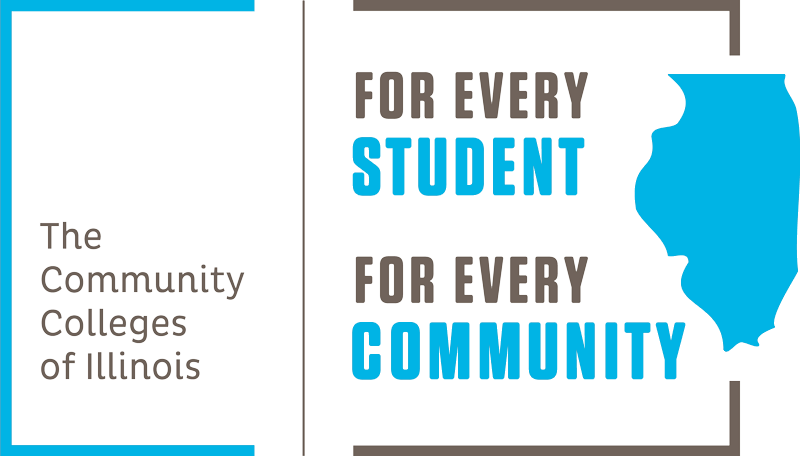 The
Community
Colleges
of Illinois
FOR EVERY
STUDENT
FOR EVERY
COMMUNITY